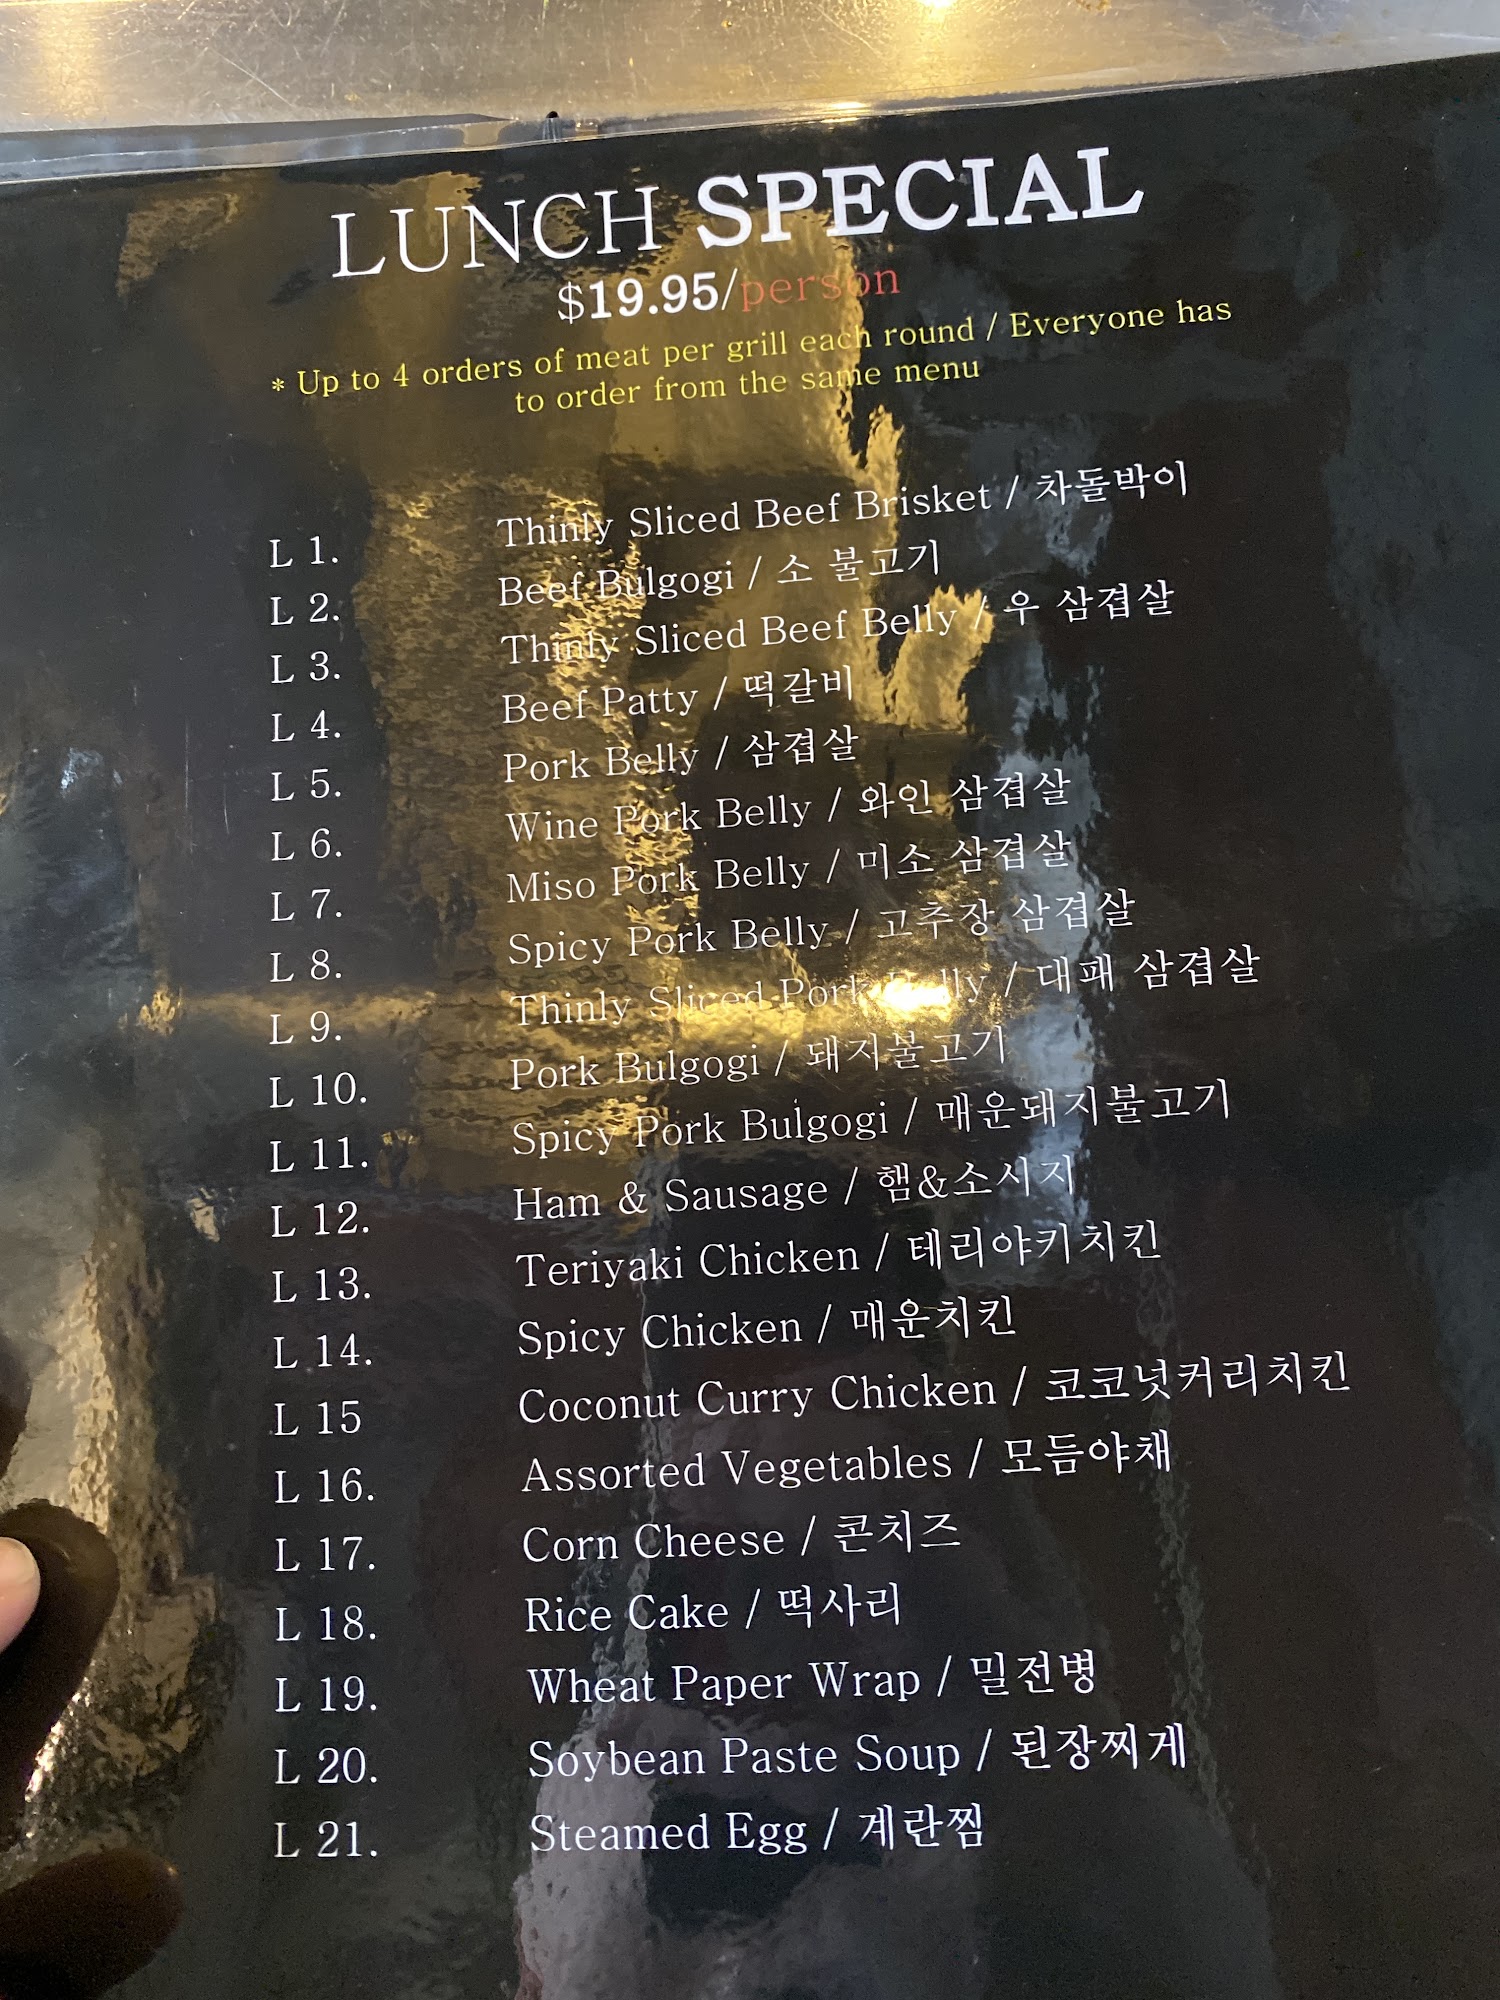 LUNCH SPECIAL
$19.95/person
* Up to 4 orders of meat per grill each round / Everyone has
to order from the same menu
L 1. Thinly Sliced Beef Brisket / 차돌박이
L 2. Beef Bulgogi / 소 불고기
L 3. Thinly Sliced Beef Belly / 우 삼겹살
L 4. Beef Patty / 떡갈비
L 5. Pork Belly / 삼겹살
L 6. Wine Pork Belly / 와인 삼겹살
L 7. Miso Pork Belly / 미소 삼겹살
L 8. Spicy Pork Belly / 고추장 삼겹살
L 9. Thinly Sliced Pork Belly / 대패 삼겹살
L 10. Pork Bulgogi / 돼지불고기
L 11. Spicy Pork Bulgogi / 매운돼지불고기
L 12. Ham & Sausage / 햄&소시지
L 13. Teriyaki Chicken / 테리야키치킨
L 14. Spicy Chicken / 매운치킨
L 15 Coconut Curry Chicken / 코코넛커리치킨
L 16. Assorted Vegetables / 모듬야채
L 17. Corn Cheese / 콘치즈
L 18. Rice Cake / 떡사리
L 19. Wheat Paper Wrap / 밀전병
L 20. Soybean Paste Soup / 된장찌게
L 21. Steamed Egg / 계란찜